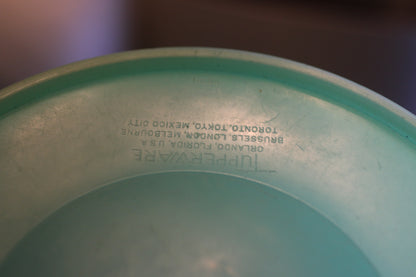 TUPPERWARE
ORLANDO, FLORIDA, U.S.A.
BRUSSELS, LONDON, MELBOURNE
TORONTO, TOKYO, MEXICO CITY